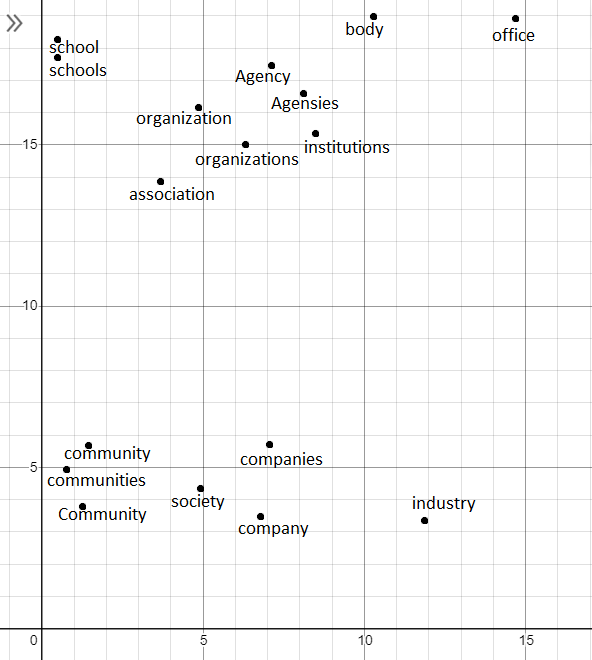 body
office
school
schools
Agency
Agensies
organization
15
institutions
organizations
association
10
community
companies
5
communities
society
industry
Community
company
0
5
10
15